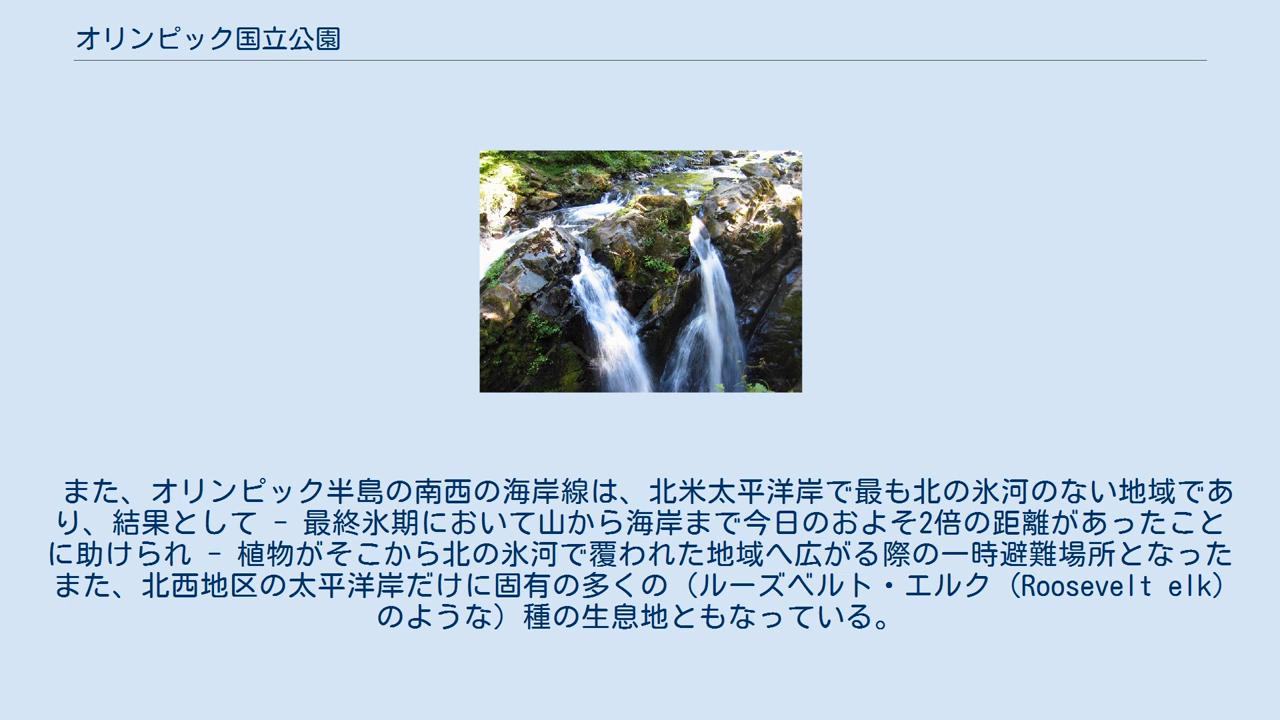 オリンピック国立公園
また、オリンピック半島の南西の海岸線は、北米太平洋岸で最も北の氷河のない地域であ
り、結果として - 最終氷期において山から海岸まで今日のおよそ2倍の距離があったこと
に助けられ - 植物がそこから北の氷河で覆われた地域へ広がる際の一時避難場所となった
また、北西地区の太平洋岸だけに固有の多くの（ルーズベルト・エルク（Roosevelt elk）
のような）種の生息地ともなっている。